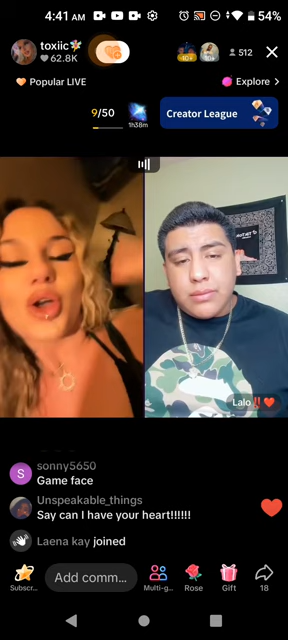 4:41 AM
54%
toxiic
62.8K
512
Popular LIVE
Explore >
9/50
1h38m
Creator League
Lalo
sonny5650
Game face
Unspeakable_things
Say can I have your heart!!!!!!
Laena kay joined
Subscr...
Add comm...
Multi-g...
Rose
Gift
18